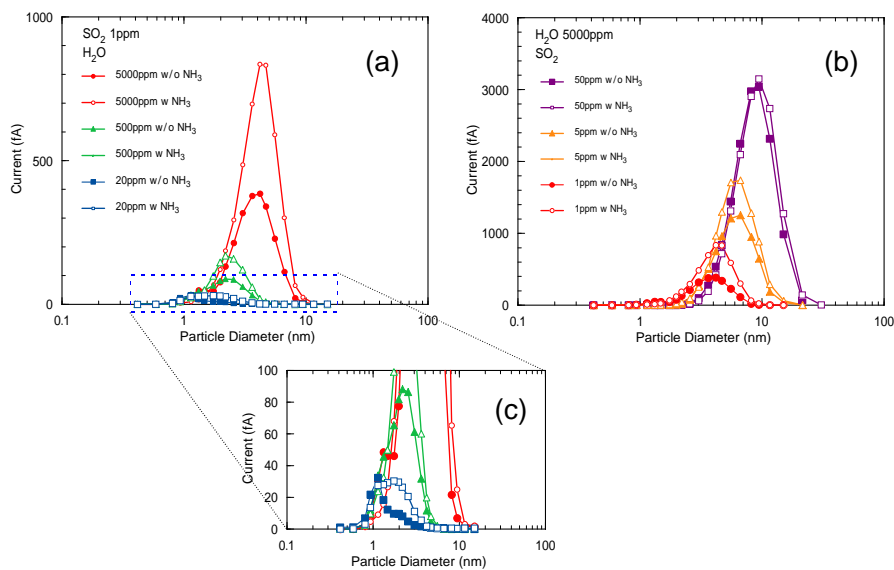 SO2 1ppm
H2O
(a)
5000ppm w/o NH3
5000ppm w NH3
500ppm w/o NH3
500ppm w NH3
20ppm w/o NH3
20ppm w NH3
1000
500
0
Current (fA)
0.1 1 10 100
Particle Diameter (nm)
H2O 5000ppm
SO2
(b)
50ppm w/o NH3
50ppm w NH3
5ppm w/o NH3
5ppm w NH3
1ppm w/o NH3
1ppm w NH3
4000
3000
2000
1000
0
Current (fA)
0.1 1 10 100
Particle Diameter (nm)
(c)
100
80
60
40
20
0
Current (fA)
0.1 1 10 100
Particle Diameter (nm)